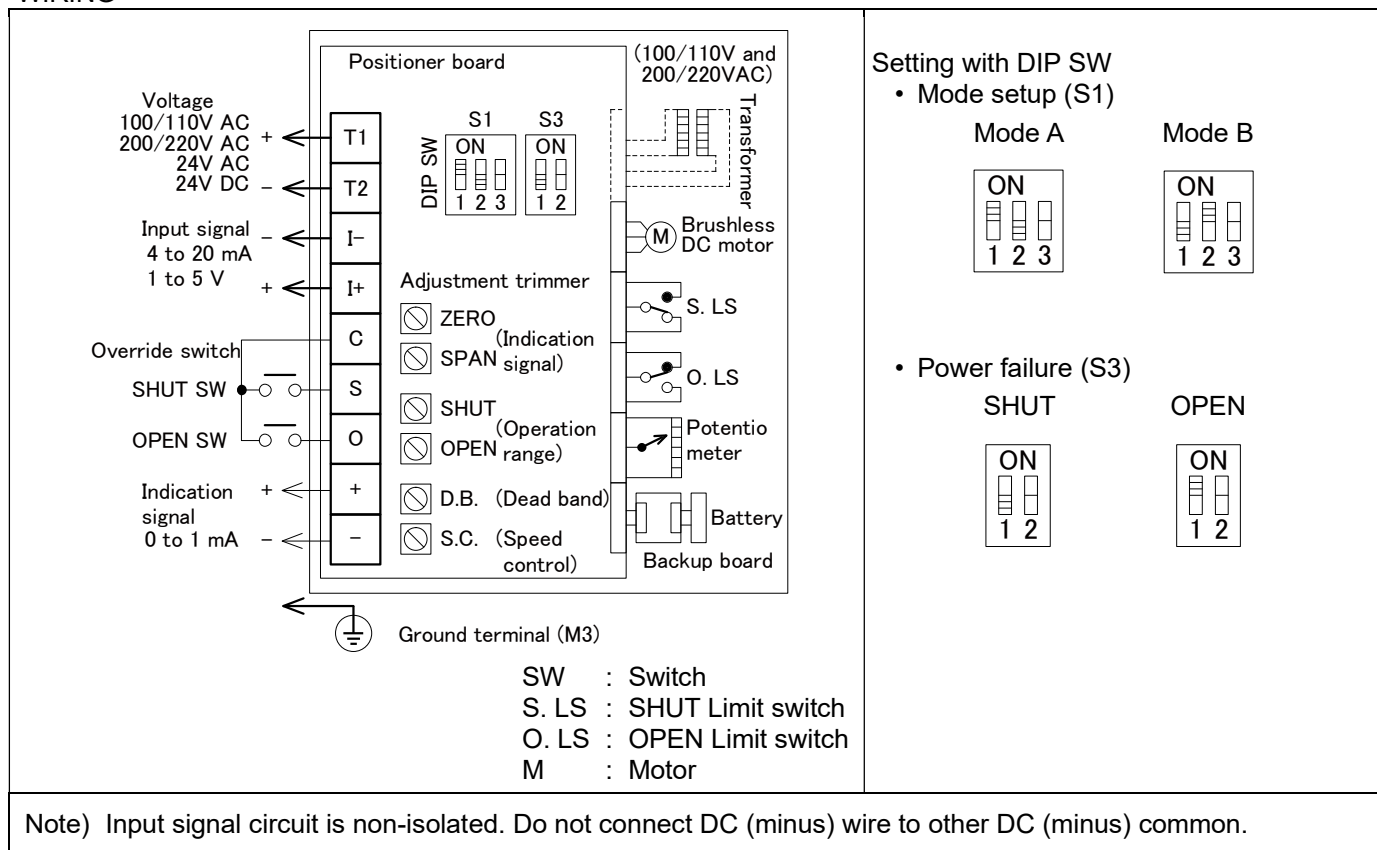 Positioner board
(100/110V and
200/220VAC)
Voltage
100/110V AC
200/220V AC
24V AC
24V DC
+
−
T1
T2
DIP SW
S1
ON
1 2 3
S3
ON
1 2
Transformer
Input signal
4 to 20 mA
1 to 5 V
−
+
I−
I+
M
Brushless
DC motor
Adjustment trimmer
ZERO
SPAN
(Indication
signal)
S. LS
Override switch
SHUT SW
OPEN SW
C
S
O
SHUT
OPEN
(Operation
range)
O. LS
Potentio
meter
Indication
signal
0 to 1 mA
+
−
+
−
D.B. (Dead band)
S.C. (Speed
control)
Battery
Backup board
Ground terminal (M3)
SW : Switch
S. LS : SHUT Limit switch
O. LS : OPEN Limit switch
M : Motor
Setting with DIP SW
• Mode setup (S1)
Mode A Mode B
ON ON
1 2 3 1 2 3
• Power failure (S3)
SHUT OPEN
ON ON
1 2 1 2
Note) Input signal circuit is non-isolated. Do not connect DC (minus) wire to other DC (minus) common.